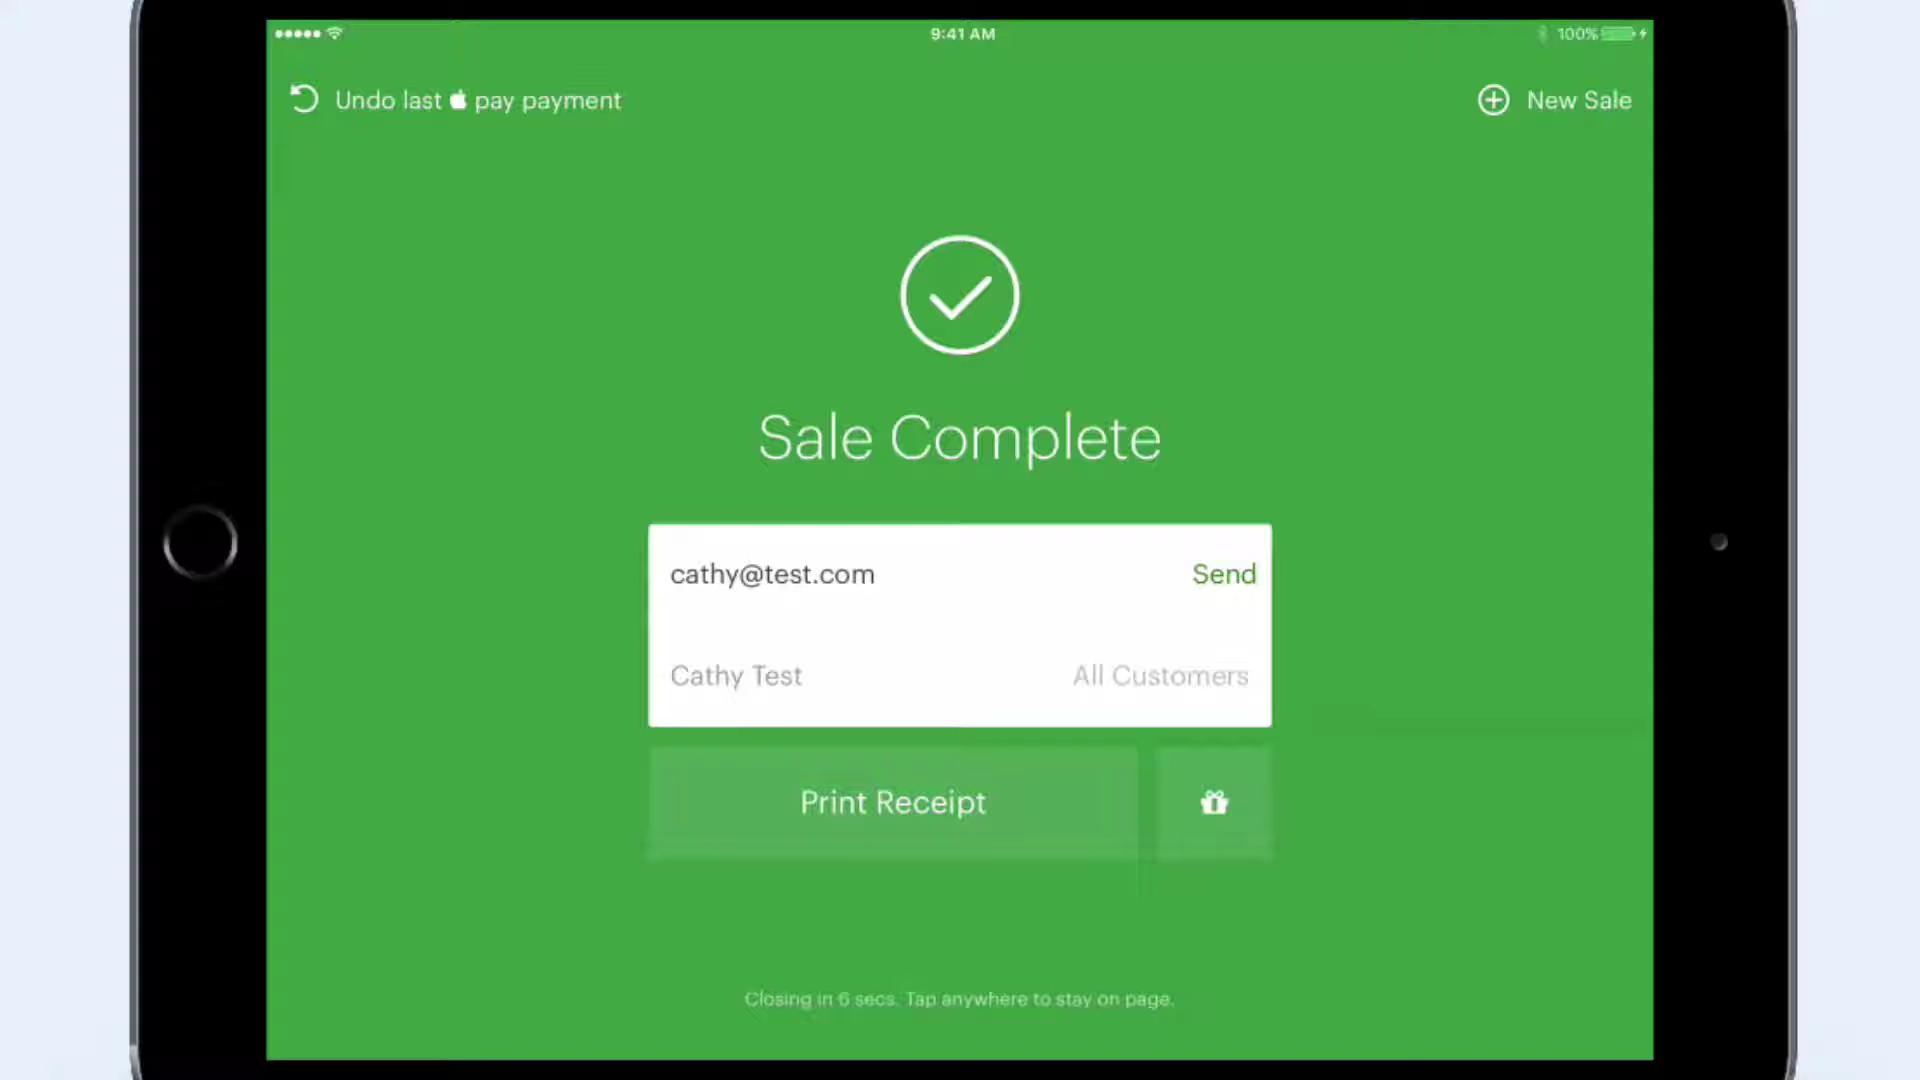 9:41 AM
100%
Undo last pay payment
New Sale
Sale Complete
cathy@test.com
Send
Cathy Test
All Customers
Print Receipt
Closing in 6 secs. Tap anywhere to stay on page.